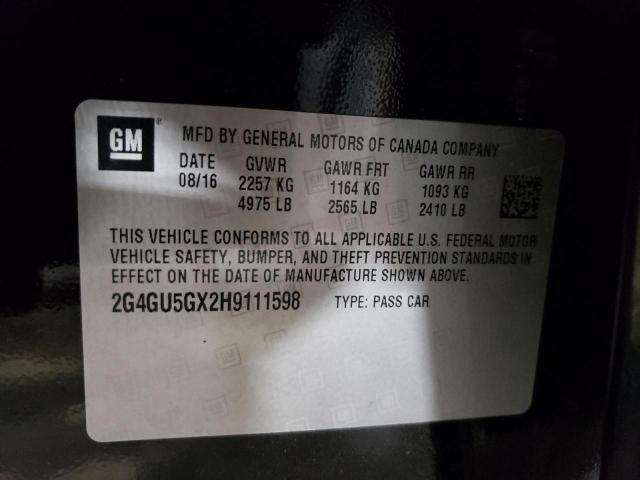 GM ® MFD BY GENERAL MOTORS OF CANADA COMPANY
DATE GVWR GAWR FRT GAWR RR
08/16 2257 KG 1164 KG 1093 KG
4975 LB 2565 LB 2410 LB
THIS VEHICLE CONFORMS TO ALL APPLICABLE U.S. FEDERAL MOTOR
VEHICLE SAFETY, BUMPER, AND THEFT PREVENTION STANDARDS IN
EFFECT ON THE DATE OF MANUFACTURE SHOWN ABOVE.
2G4GU5GX2H9111598 TYPE: PASS CAR